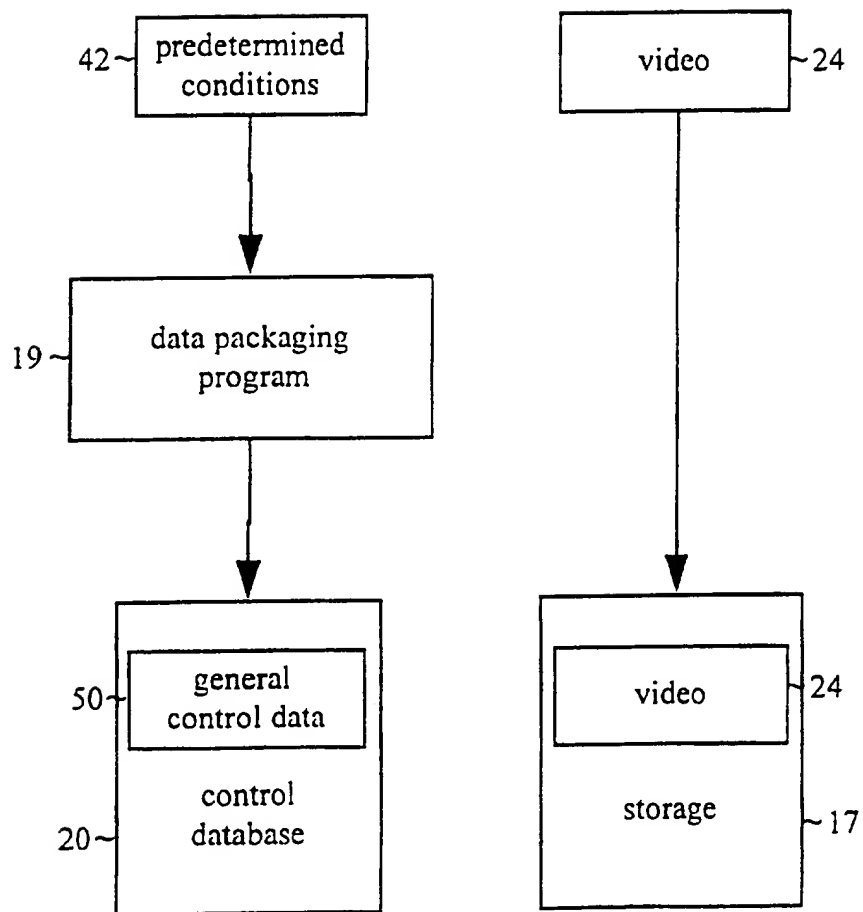 42
predetermined
conditions
video
24
19
data packaging
program
50
general
control data
video
24
control
database
20
storage
17